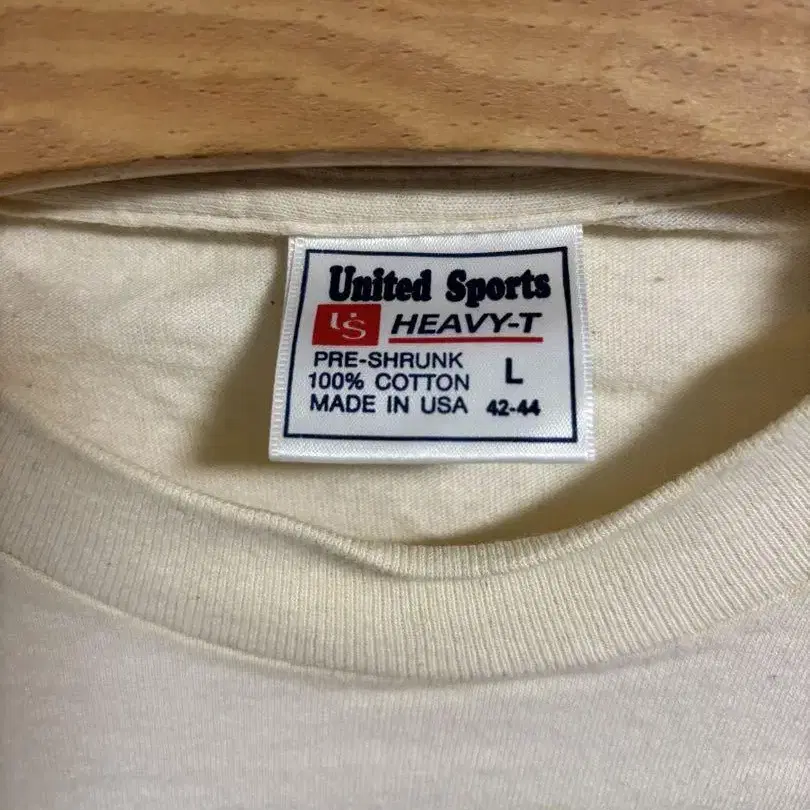 United Sports
US HEAVY-T
PRE-SHRUNK
100% COTTON L
MADE IN USA 42-44